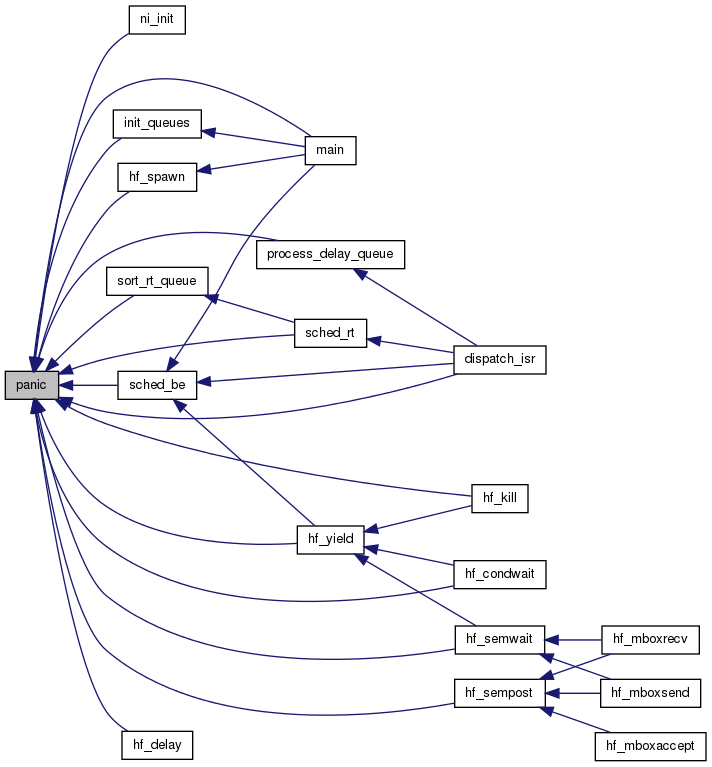 ni_init
init_queues
main
hf_spawn
process_delay_queue
sort_rt_queue
sched_rt
dispatch_isr
panic
sched_be
hf_kill
hf_yield
hf_condwait
hf_semwait
hf_mboxrecv
hf_sempost
hf_mboxsend
hf_delay
hf_mboxaccept